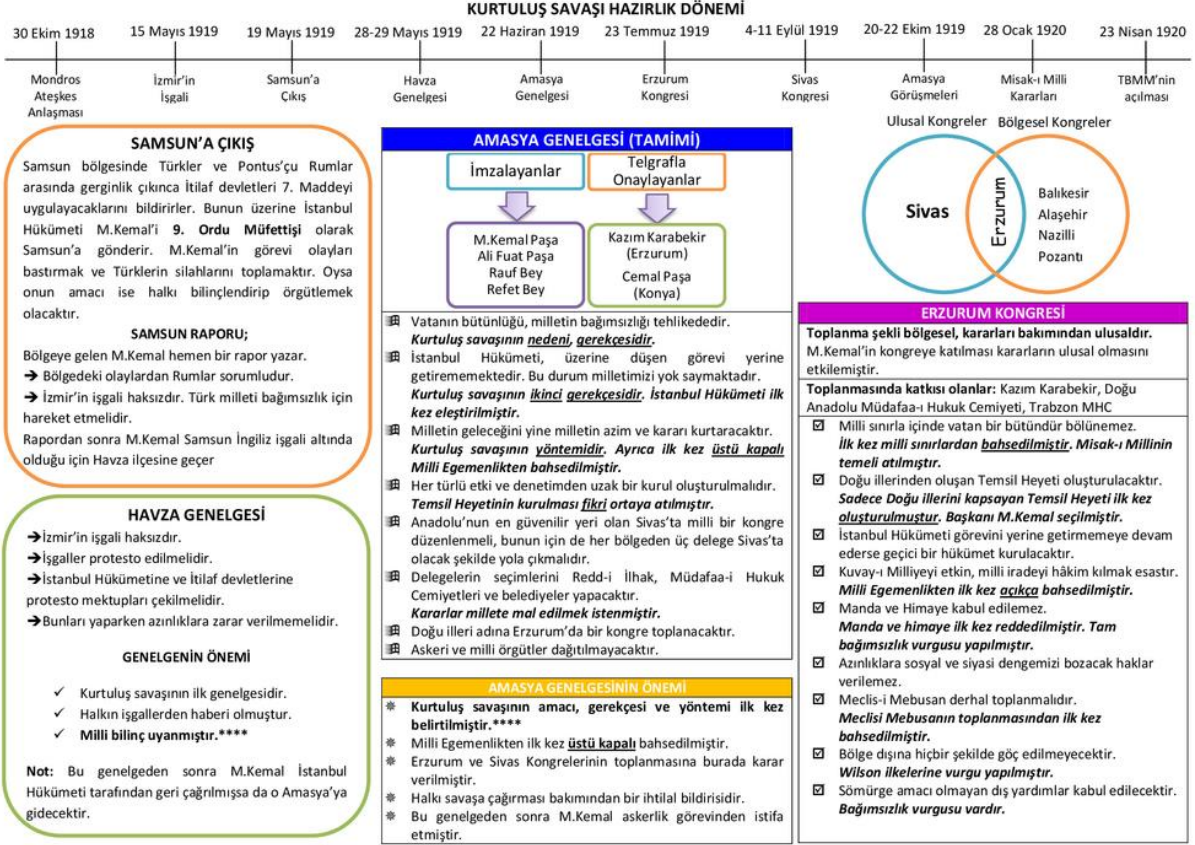 KURTULUŞ SAVAŞI HAZIRLIK DÖNEMİ
30 Ekim 1918
15 Mayıs 1919
19 Mayıs 1919
28-29 Mayıs 1919
22 Haziran 1919
23 Temmuz 1919
4-11 Eylül 1919
20-22 Ekim 1919
28 Ocak 1920
23 Nisan 1920
Mondros
Ateşkes
Anlaşması
İzmir'in
İşgali
Samsun'a
Çıkış
Havza
Genelgesi
Amasya
Genelgesi
Erzurum
Kongresi
Sivas
Kongresi
Amasya
Görüşmeleri
Misak-ı Milli
Kararları
TBMM'nin
açılması
SAMSUN'A ÇIKIŞ
Samsun bölgesinde Türkler ve Pontus'çu Rumlar
arasında gerginlik çıkınca İtilaf devletleri 7. Maddeyi
uygulayacaklarını bildirirler. Bunun üzerine İstanbul
Hükümeti M.Kemal'i 9. Ordu Müfettişi olarak
Samsun'a gönderir. M.Kemal'in görevi olayları
bastırmak ve Türklerin silahlarını toplamaktır. Oysa
onun amacı ise halkı bilinçlendirip örgütlemek
olacaktır.
SAMSUN RAPORU;
Bölgeye gelen M.Kemal hemen bir rapor yazar.
➔ Bölgedeki olaylardan Rumlar sorumludur.
➔ İzmir'in işgali haksızdır. Türk milleti bağımsızlık için
hareket etmelidir.
Rapordan sonra M.Kemal Samsun İngiliz işgali altında
olduğu için Havza ilçesine geçer
HAVZA GENELGESİ
➔İzmir'in işgali haksızdır.
➔İşgaller protesto edilmelidir.
➔İstanbul Hükümetine ve İtilaf devletlerine
protesto mektupları çekilmelidir.
➔Bunları yaparken azınlıklara zarar verilmemelidir.
GENELGENİN ÖNEMİ
✓ Kurtuluş savaşının ilk genelgesidir.
✓ Halkın işgallerden haberi olmuştur.
✓ Milli bilinç uyanmıştır.****
Not: Bu genelgeden sonra M.Kemal İstanbul
Hükümeti tarafından geri çağrılmışsa da o Amasya'ya
gidecektir.
AMASYA GENELGESİ (TAMİMİ)
İmzalayanlar
Telgrafla
Onaylayanlar
M.Kemal Paşa
Ali Fuat Paşa
Rauf Bey
Refet Bey
Kazım Karabekir
(Erzurum)
Cemal Paşa
(Konya)
Vatanın bütünlüğü, milletin bağımsızlığı tehlikededir.
Kurtuluş savaşının nedeni, gerekçesidir.
İstanbul Hükümeti, üzerine düşen görevi yerine
getirememektedir. Bu durum milletimizi yok saymaktadır.
Kurtuluş savaşının ikinci gerekçesidir. İstanbul Hükümeti ilk
kez eleştirilmiştir.
Milletin geleceğini yine milletin azim ve kararı kurtaracaktır.
Kurtuluş savaşının yöntemidir. Ayrıca ilk kez üstü kapalı
Milli Egemenlikten bahsedilmiştir.
Her türlü etki ve denetimden uzak bir kurul oluşturulmalıdır.
Temsil Heyetinin kurulması fikri ortaya atılmıştır.
Anadolu'nun en güvenilir yeri olan Sivas'ta milli bir kongre
düzenlenmeli, bunun için de her bölgeden üç delege Sivas'ta
olacak şekilde yola çıkmalıdır.
Delegelerin seçimlerini Redd-i İlhak, Müdafaa-i Hukuk
Cemiyetleri ve belediyeler yapacaktır.
Kararlar millete mal edilmek istenmiştir.
Doğu illeri adına Erzurum'da bir kongre toplanacaktır.
Askeri ve milli örgütler dağıtılmayacaktır.
AMASYA GENELGESİNİN ÖNEMİ
Kurtuluş savaşının amacı, gerekçesi ve yöntemi ilk kez
belirtilmiştir.****
Milli Egemenlikten ilk kez üstü kapalı bahsedilmiştir.
Erzurum ve Sivas Kongrelerinin toplanmasına burada karar
verilmiştir.
Halkı savaşa çağırması bakımından bir ihtilal bildirisidir.
Bu genelgeden sonra M.Kemal askerlik görevinden istifa
etmiştir.
Ulusal Kongreler
Bölgesel Kongreler
Sivas
Erzurum
Balıkesir
Alaşehir
Nazilli
Pozantı
ERZURUM KONGRESİ
Toplanma şekli bölgesel, kararları bakımından ulusaldır.
M.Kemal'in kongreye katılması kararların ulusal olmasını
etkilemiştir.
Toplanmasında katkısı olanlar: Kazım Karabekir, Doğu
Anadolu Müdafaa-ı Hukuk Cemiyeti, Trabzon MHC
☑ Milli sınırla içinde vatan bir bütündür bölünemez.
İlk kez milli sınırlardan bahsedilmiştir. Misak-ı Millinin
temeli atılmıştır.
☑ Doğu illerinden oluşan Temsil Heyeti oluşturulacaktır.
Sadece Doğu illerini kapsayan Temsil Heyeti ilk kez
oluşturulmuştur. Başkanı M.Kemal seçilmiştir.
☑ İstanbul Hükümeti görevini yerine getirmemeye devam
ederse geçici bir hükümet kurulacaktır.
☑ Kuvay-ı Milliyeyi etkin, milli iradeyi hâkim kılmak esastır.
Milli Egemenlikten ilk kez açıkça bahsedilmiştir.
☑ Manda ve Himaye kabul edilemez.
Manda ve himaye ilk kez reddedilmiştir. Tam
bağımsızlık vurgusu yapılmıştır.
☑ Azınlıklara sosyal ve siyasi dengemizi bozacak haklar
verilemez.
☑ Meclis-i Mebusan derhal toplanmalıdır.
Meclisi Mebusanın toplanmasından ilk kez
bahsedilmiştir.
☑ Bölge dışına hiçbir şekilde göç edilmeyecektir.
Wilson ilkelerine vurgu yapılmıştır.
☑ Sömürge amacı olmayan dış yardımlar kabul edilecektir.
Bağımsızlık vurgusu vardır.